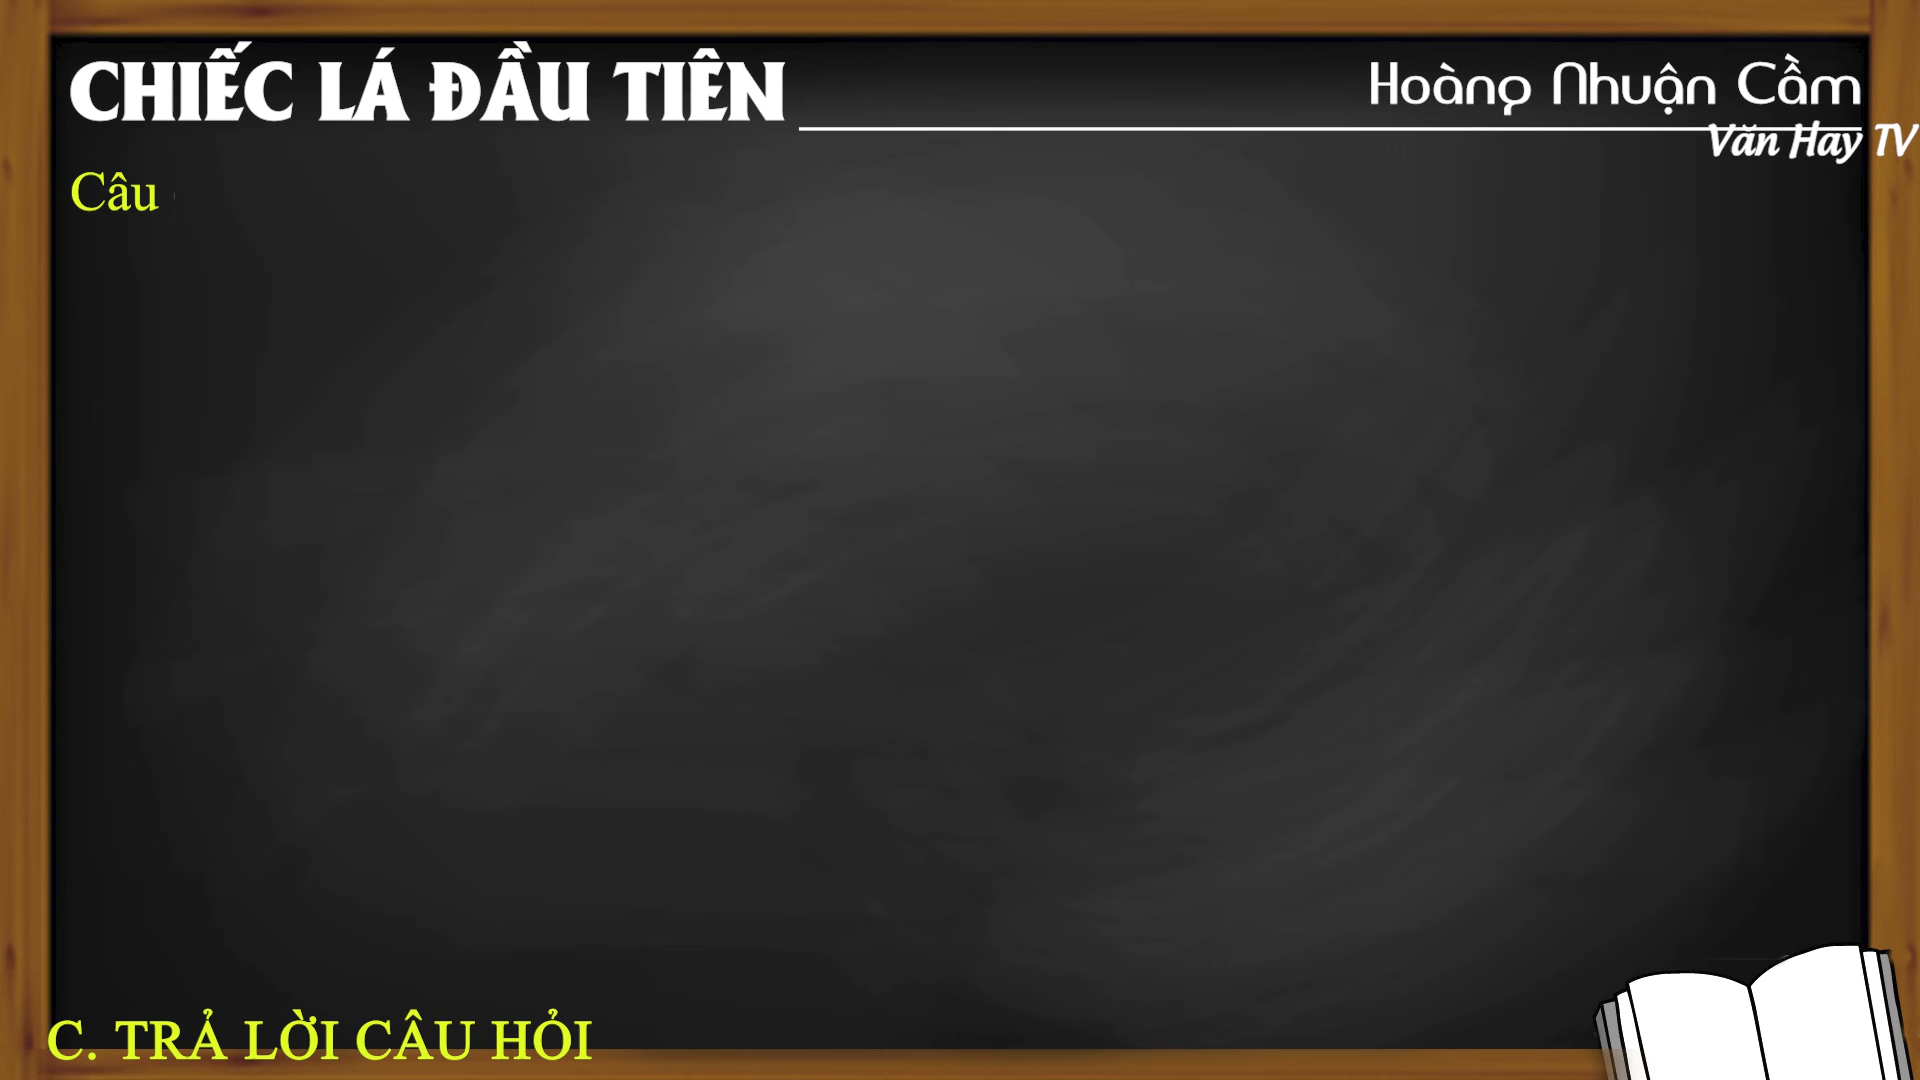 CHIẾC LÁ ĐẦU TIÊN
Hoàng Nhuận Cầm
Văn Hay TV
Câu
C. TRẢ LỜI CÂU HỎI